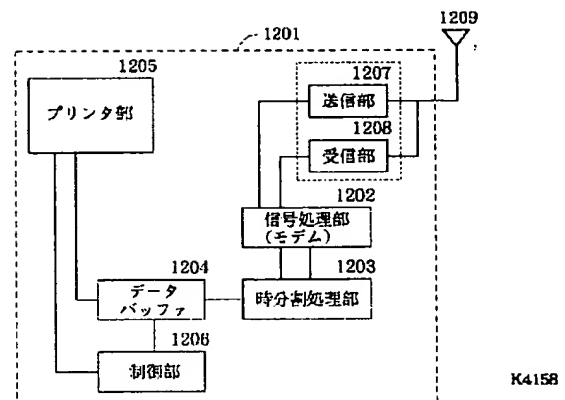 1209
1201
1205
プリンタ部
1207
送信部
1208
受信部
1202
信号処理部
(モデム)
1204
データ
バッファ
1203
時分割処理部
1206
制御部
K4158